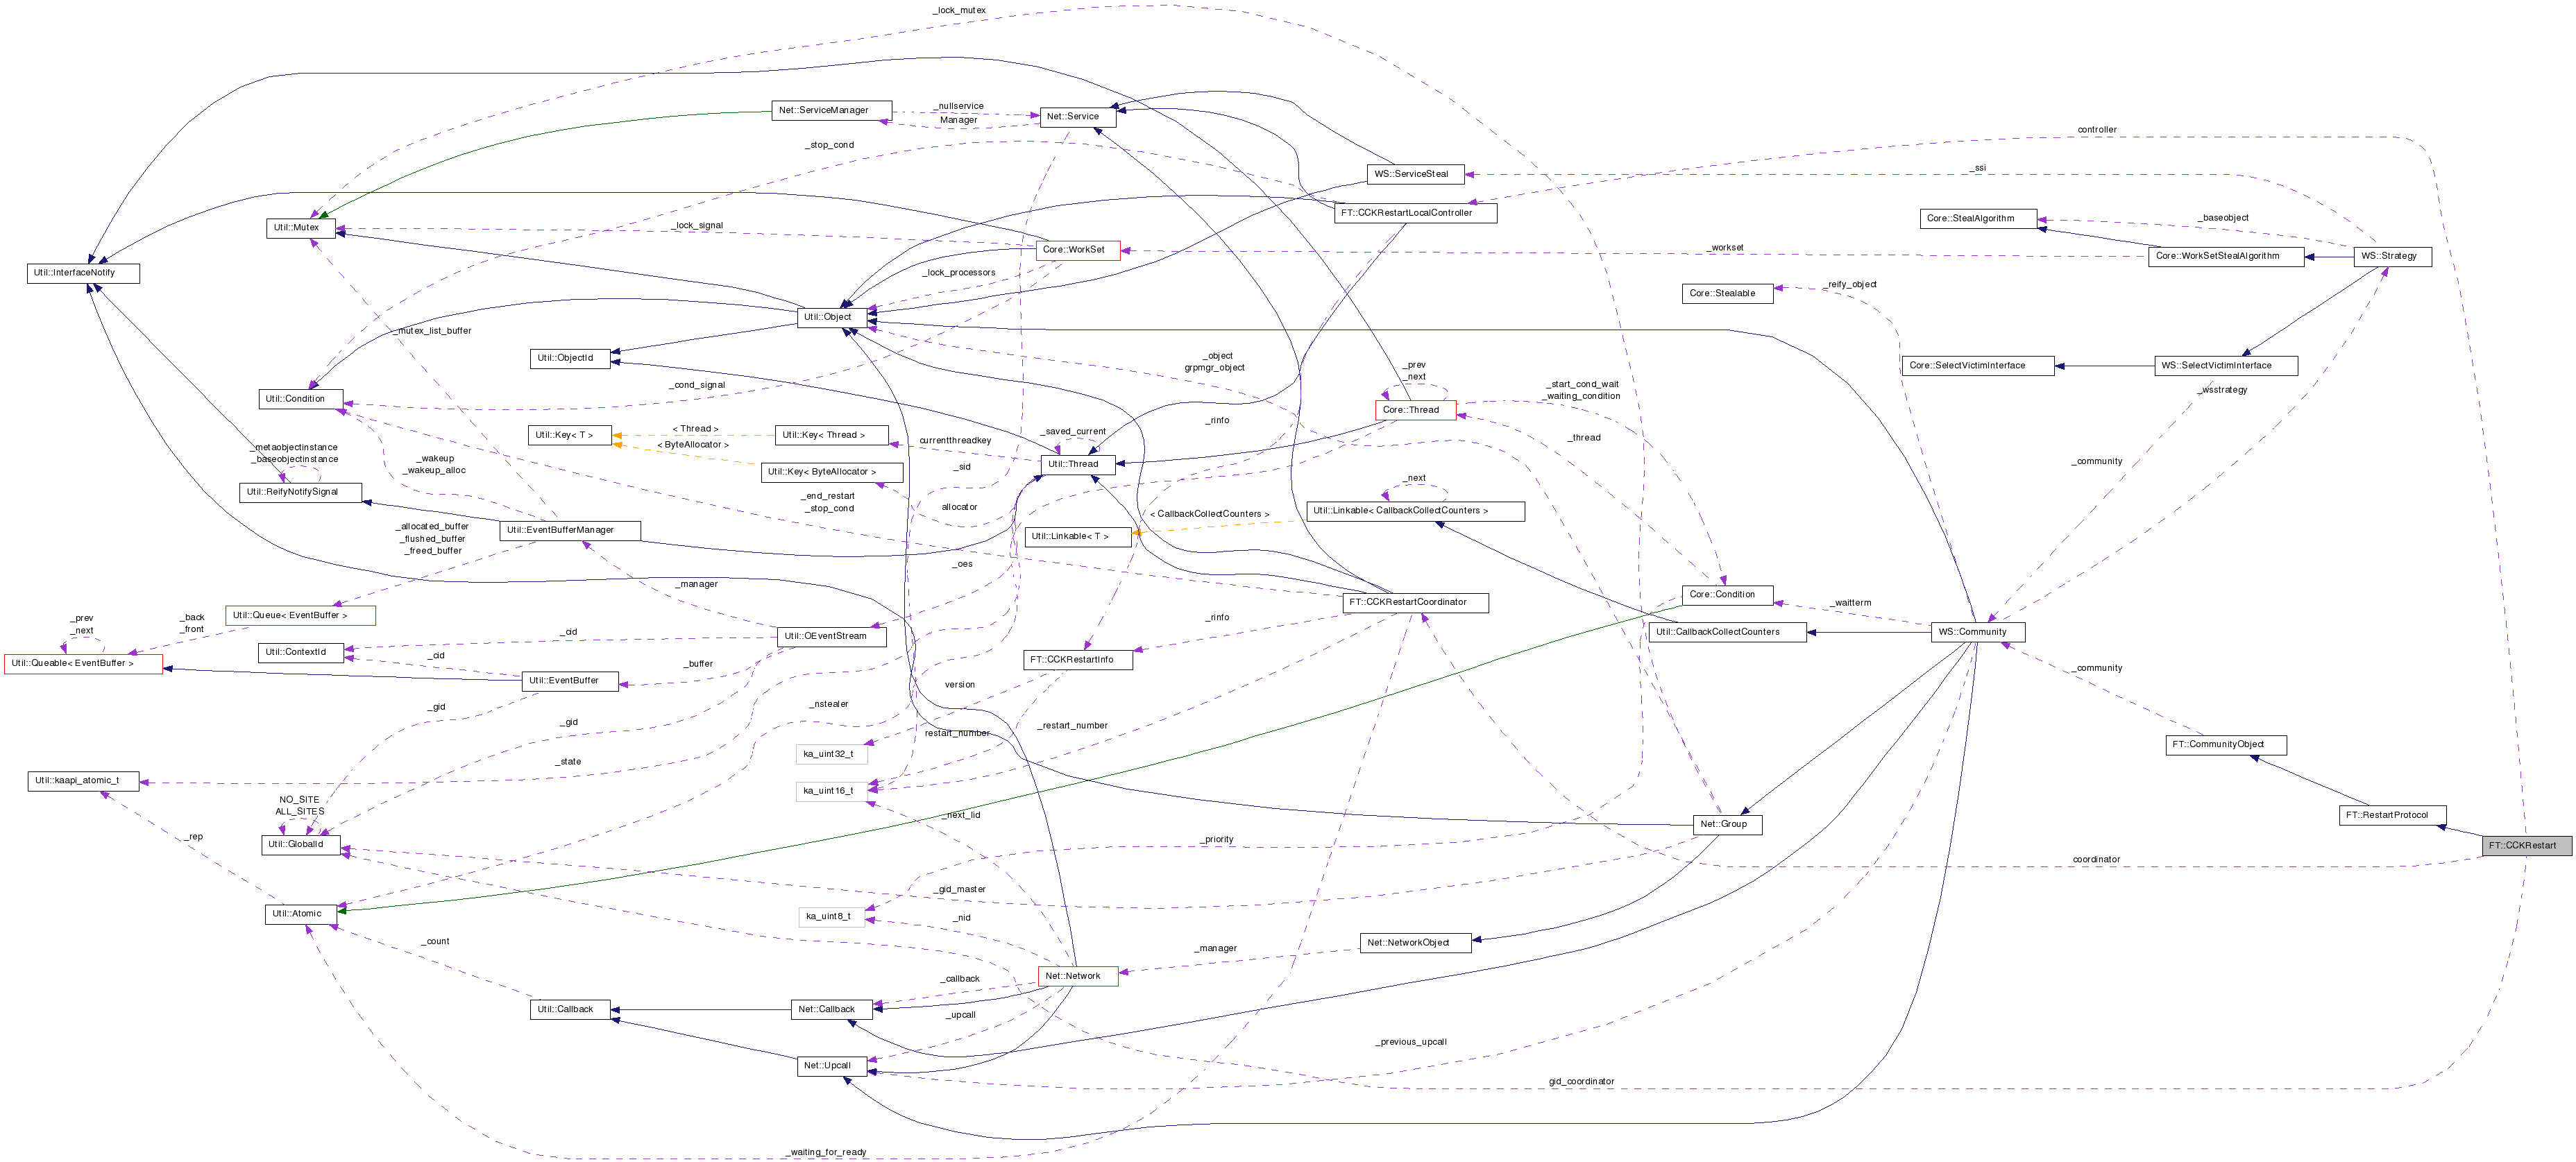 _lock_mutex
Net::ServiceManager
_nullservice
Manager
Net::Service
controller
_stop_cond
WS::ServiceSteal
_ssi
FT::CCKRestartLocalController
Core::StealAlgorithm
_baseobject
Util::Mutex
_lock_signal
Core::WorkSet
_workset
Core::WorkSetStealAlgorithm
WS::Strategy
Util::InterfaceNotify
_lock_processors
Core::Stealable
_reify_object
Util::Object
_mutex_list_buffer
Util::ObjectId
_object
grpmgr_object
_prev
_next
Core::SelectVictimInterface
WS::SelectVictimInterface
_cond_signal
_start_cond_wait
_waiting_condition
_wsstrategy
Util::Condition
Core::Thread
_rinfo
Util::Key< T >
< Thread >
Util::Key< Thread >
currentthreadkey
_saved_current
_thread
_metaobjectinstance
_baseobjectinstance
_wakeup
_wakeup_alloc
< ByteAllocator >
Util::Key< ByteAllocator >
_sid
Util::Thread
_community
Util::ReifyNotifySignal
_end_restart
_stop_cond
allocator
_next
< CallbackCollectCounters >
Util::Linkable< CallbackCollectCounters >
Util::EventBufferManager
Util::Linkable< T >
_allocated_buffer
_flushed_buffer
_freed_buffer
_oes
_manager
Core::Condition
FT::CCKRestartCoordinator
_waitterm
Util::Queue< EventBuffer >
_prev
_next
_back
_front
_rinfo
_cid
Util::OEventStream
Util::CallbackCollectCounters
WS::Community
Util::ContextId
_cid
_buffer
FT::CCKRestartInfo
Util::Queable< EventBuffer >
_community
Util::EventBuffer
version
_gid
_gid
_nstealer
restart_number
_restart_number
FT::CommunityObject
ka_uint32_t
_state
Util::kaapi_atomic_t
ka_uint16_t
NO_SITE
ALL_SITES
_next_lid
Net::Group
FT::RestartProtocol
_rep
Util::GlobalId
_priority
FT::CCKRestart
coordinator
_gid_master
Util::Atomic
ka_uint8_t
_nid
_count
_manager
Net::NetworkObject
Net::Network
_callback
Util::Callback
Net::Callback
_upcall
_previous_upcall
Net::Upcall
gid_coordinator
_waiting_for_ready